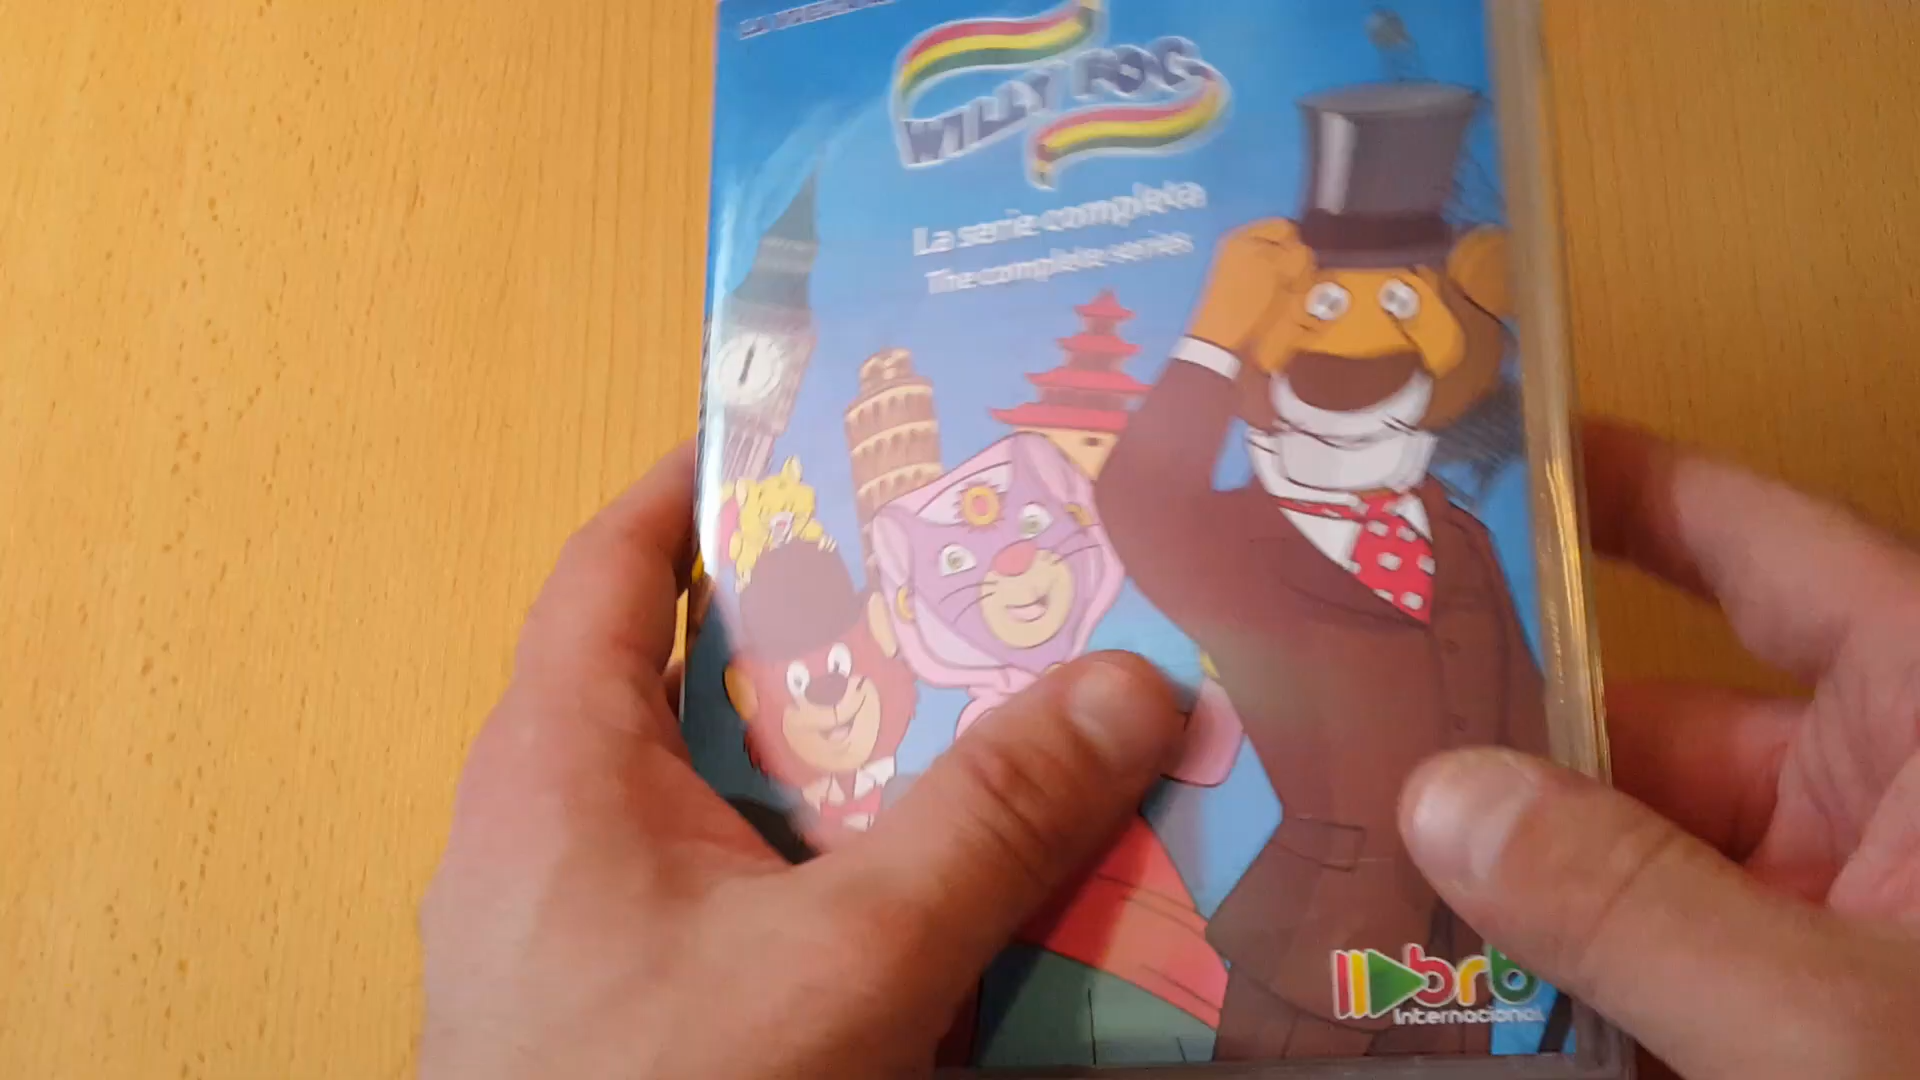 WILLY FOG
La serie completa
The complete series
brb
Internacional